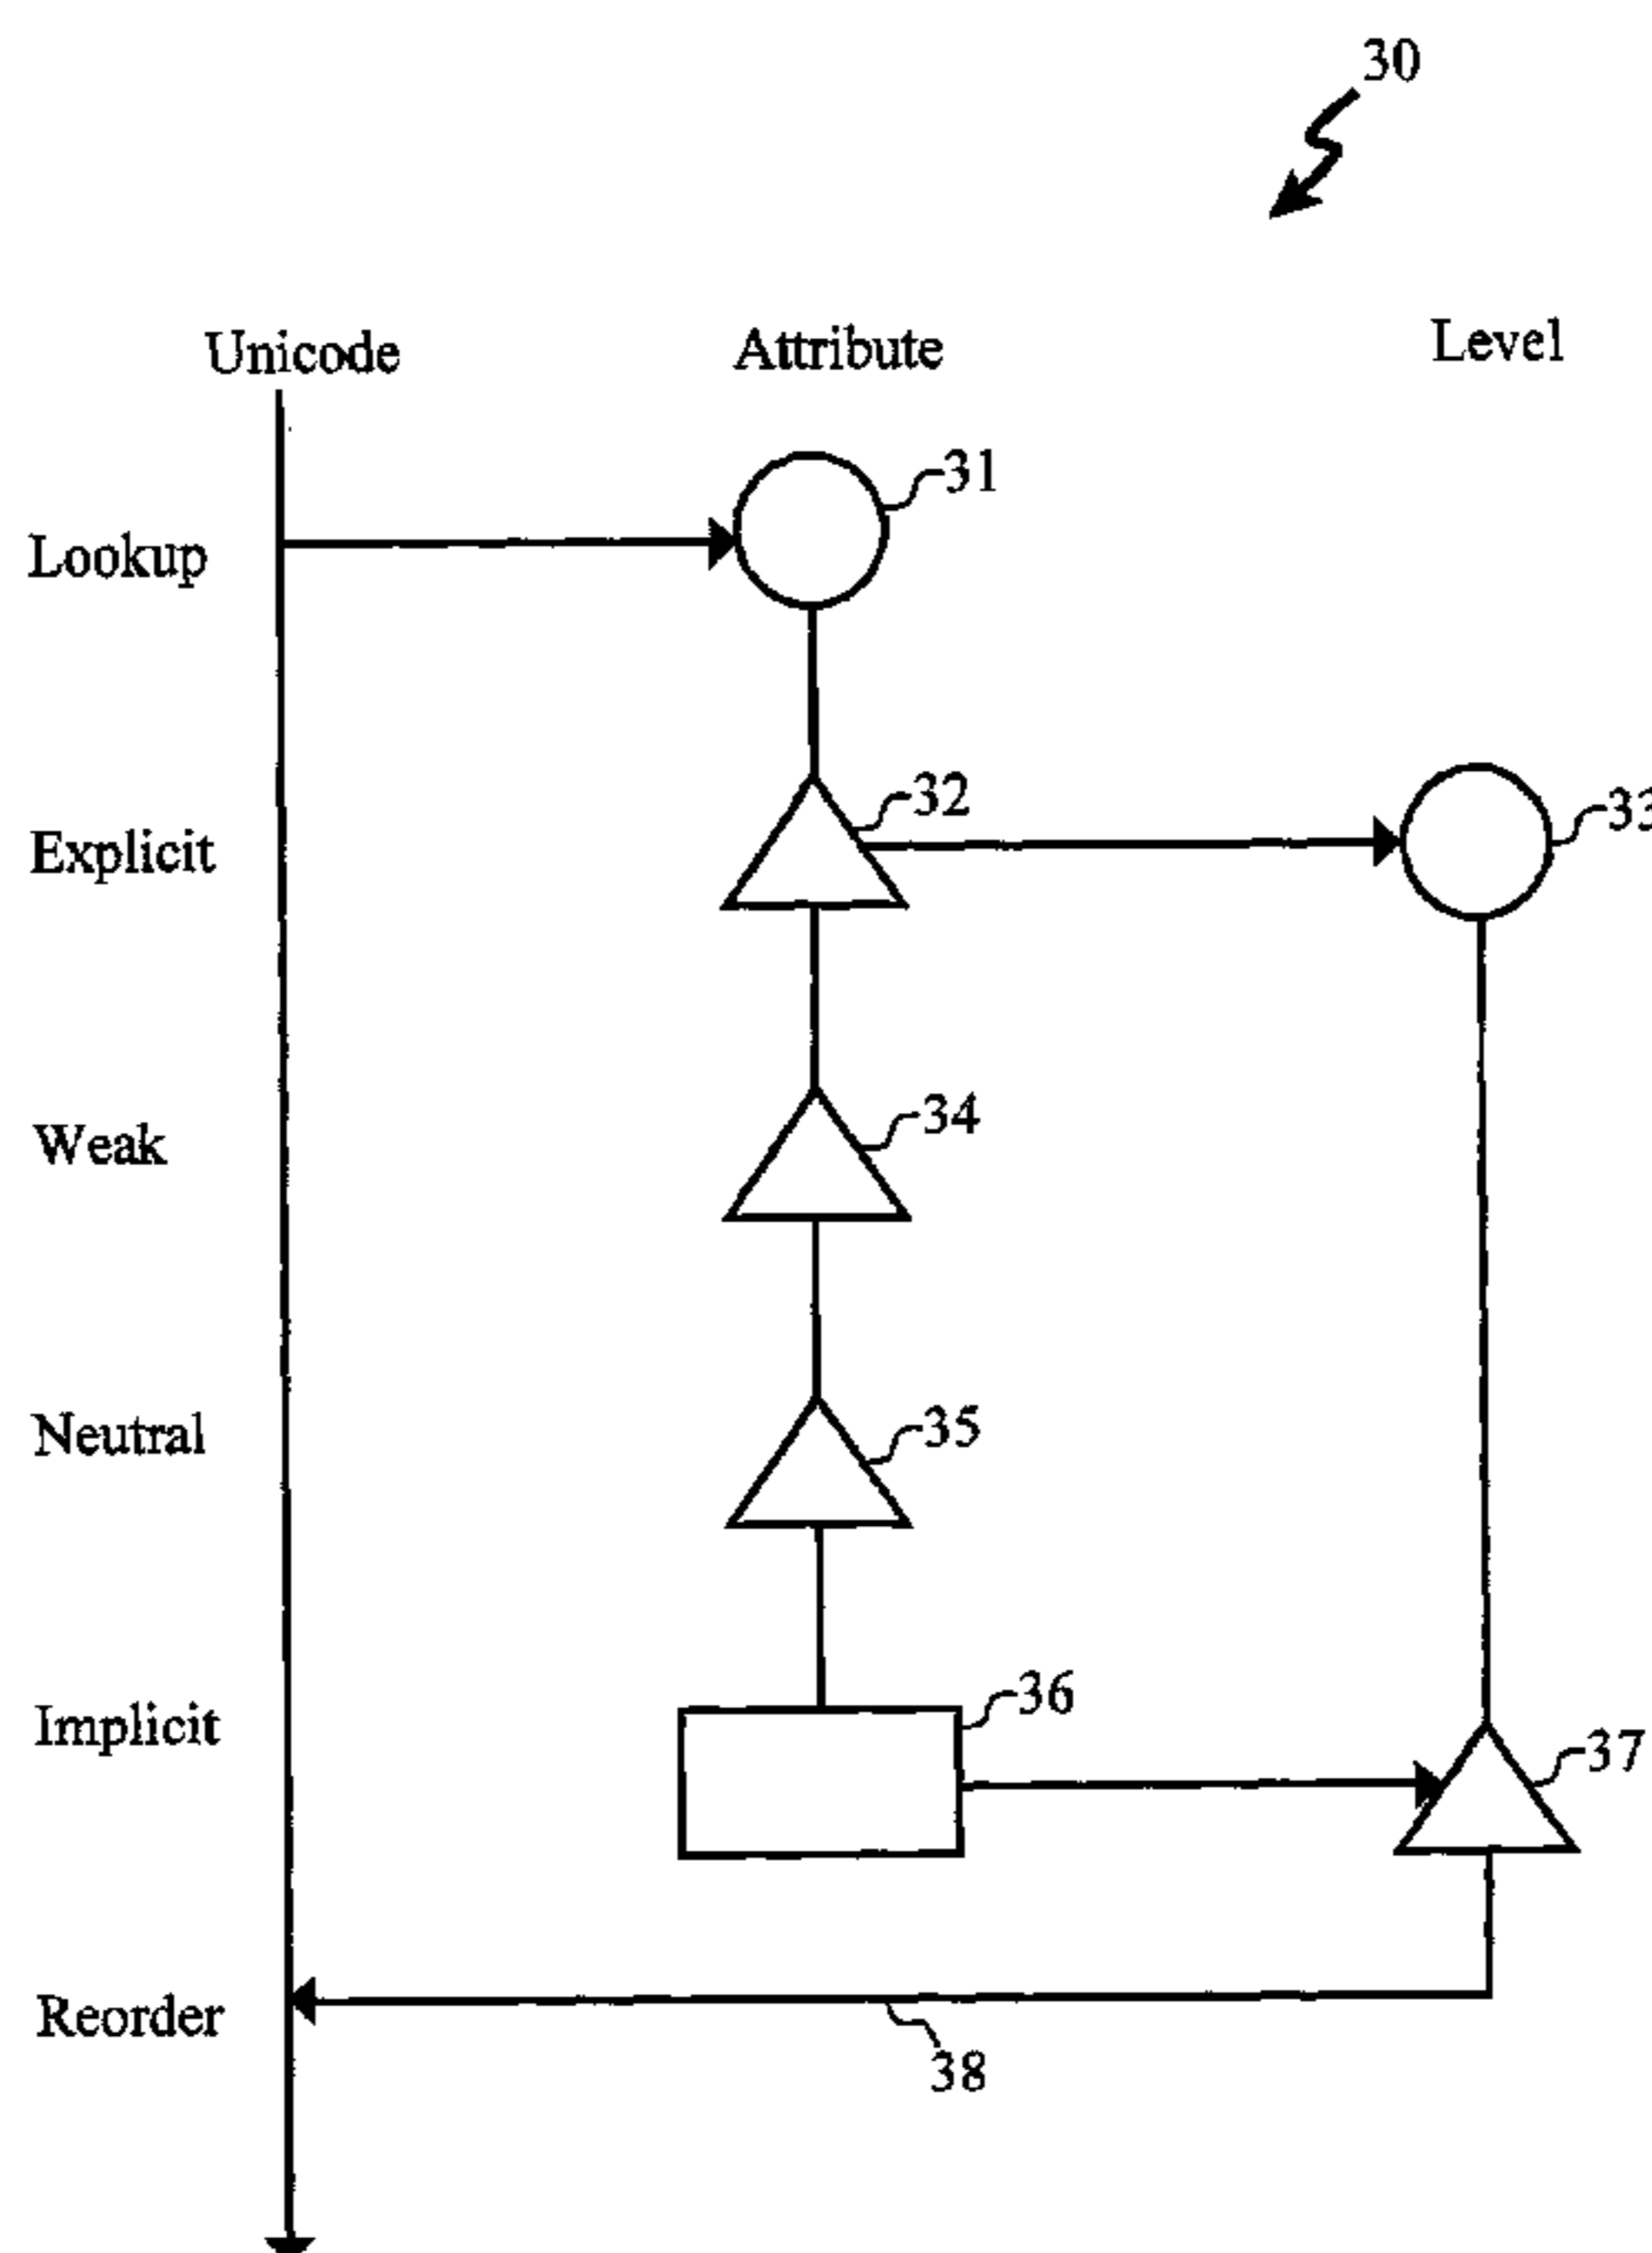 30
Unicode Attribute Level
31
Lookup
32
33
Explicit
34
Weak
35
Neutral
36
Implicit
37
Reorder
38